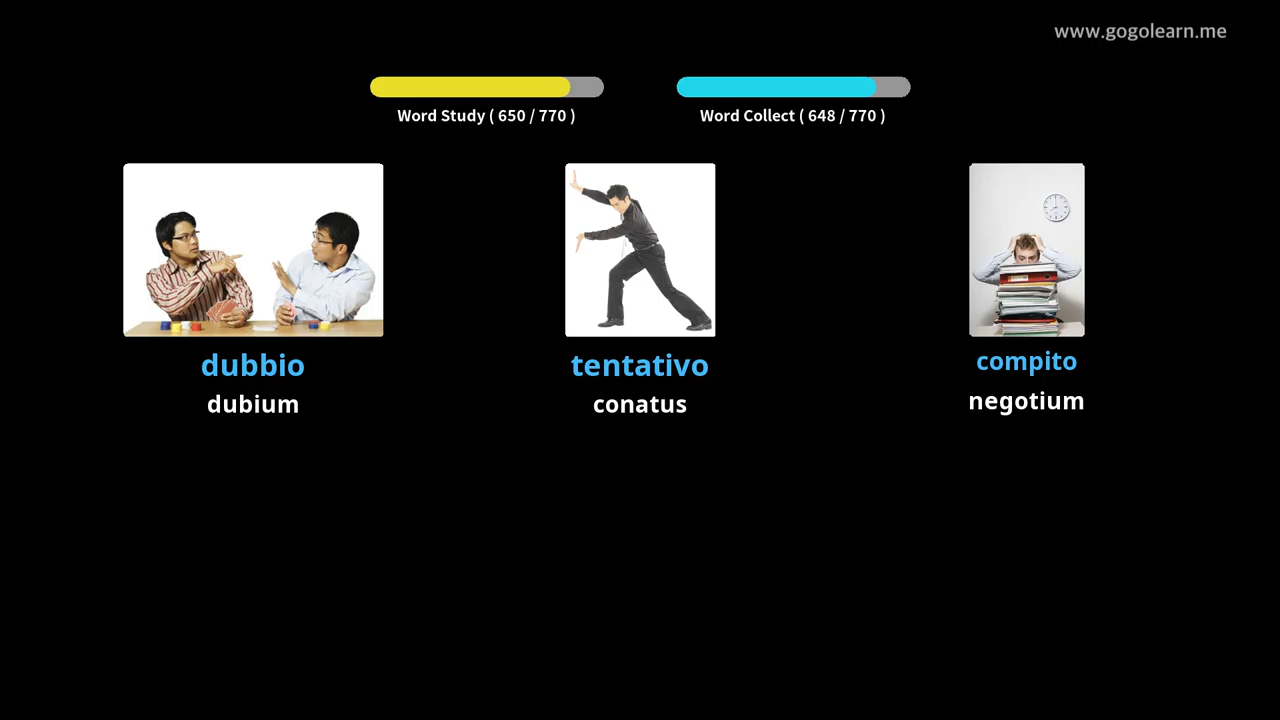 www.gogolearn.me
Word Study ( 650 / 770 )
Word Collect ( 648 / 770 )
dubbio
tentativo
compito
dubium
conatus
negotium